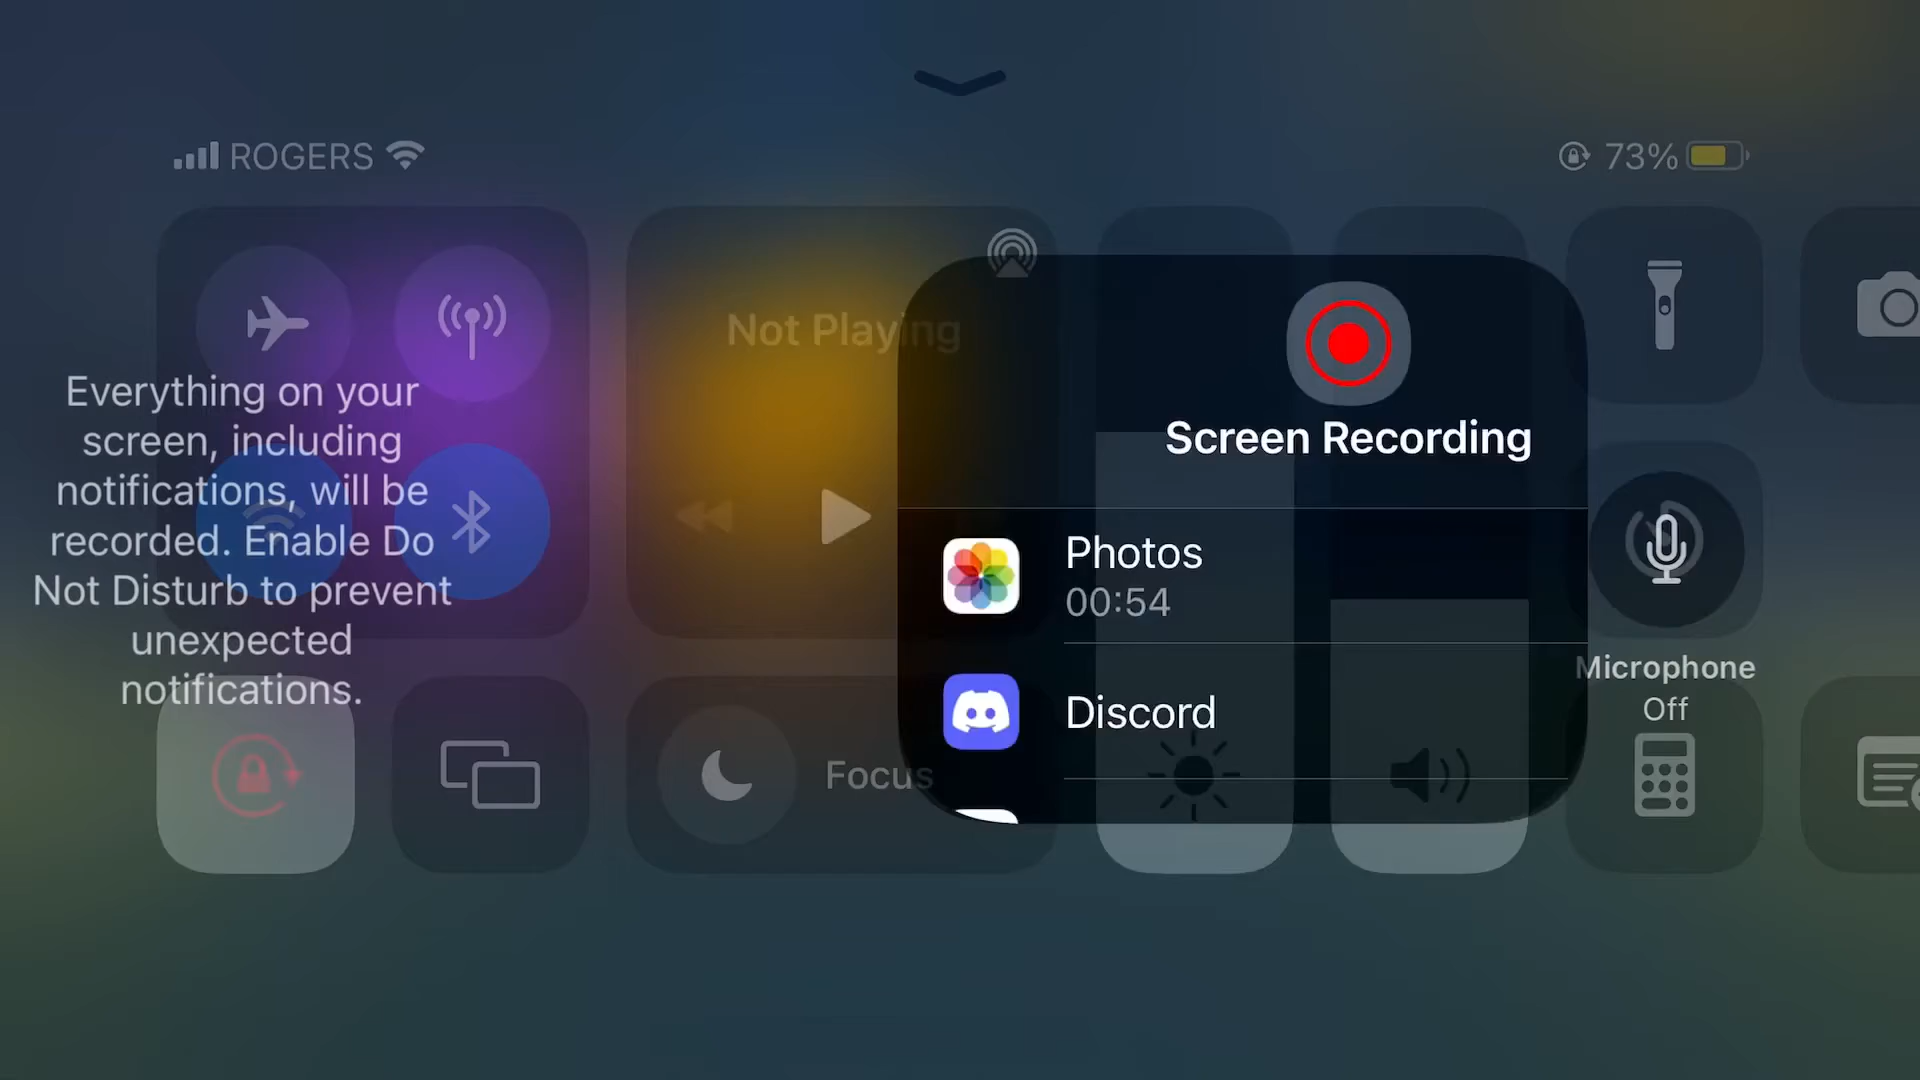 ROGERS
73%
Not Playing
Everything on your
screen, including
notifications, will be
recorded. Enable Do
Not Disturb to prevent
unexpected
notifications.
Screen Recording
Photos
00:54
Discord
Microphone
Off
Focus